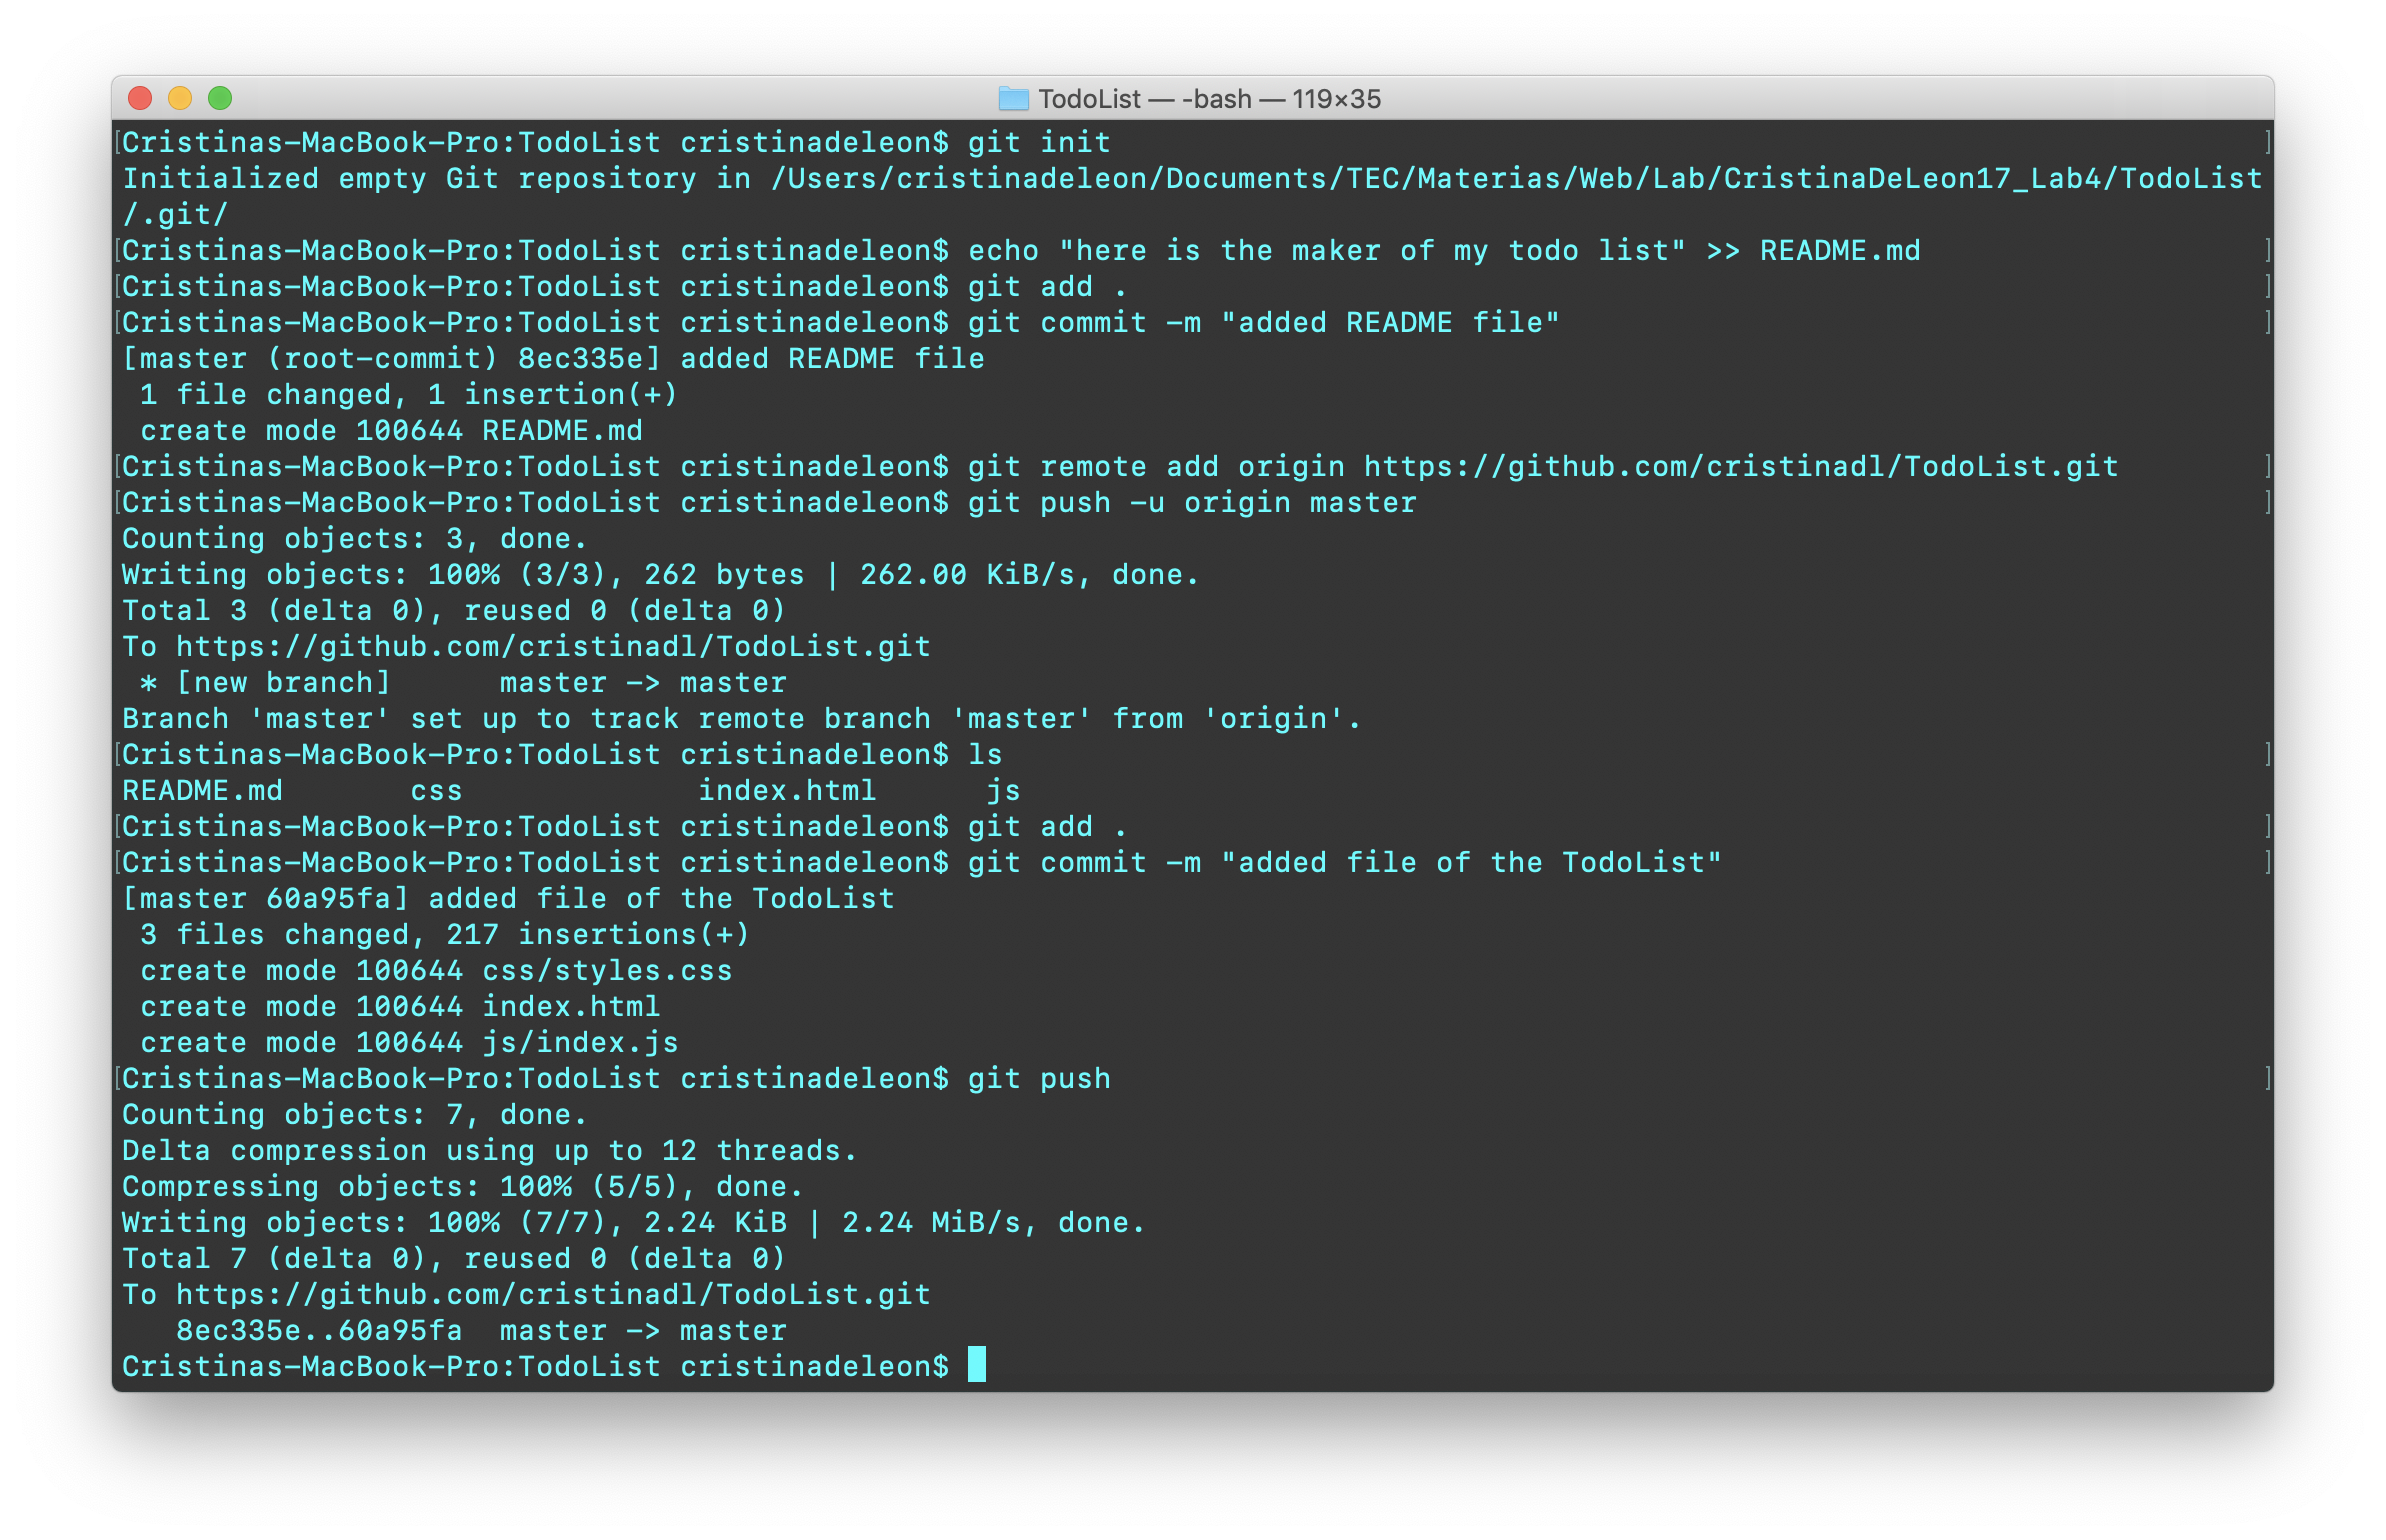 TodoList — -bash — 119×35
[Cristinas-MacBook-Pro:TodoList cristinadeleon$ git init ]
Initialized empty Git repository in /Users/cristinadeleon/Documents/TEC/Materias/Web/Lab/CristinaDeLeon17_Lab4/TodoList
/.git/
[Cristinas-MacBook-Pro:TodoList cristinadeleon$ echo "here is the maker of my todo list" >> README.md ]
[Cristinas-MacBook-Pro:TodoList cristinadeleon$ git add . ]
[Cristinas-MacBook-Pro:TodoList cristinadeleon$ git commit -m "added README file" ]
[master (root-commit) 8ec335e] added README file
 1 file changed, 1 insertion(+)
 create mode 100644 README.md
[Cristinas-MacBook-Pro:TodoList cristinadeleon$ git remote add origin https://github.com/cristinadl/TodoList.git ]
[Cristinas-MacBook-Pro:TodoList cristinadeleon$ git push -u origin master ]
Counting objects: 3, done.
Writing objects: 100% (3/3), 262 bytes | 262.00 KiB/s, done.
Total 3 (delta 0), reused 0 (delta 0)
To https://github.com/cristinadl/TodoList.git
 * [new branch]      master -> master
Branch 'master' set up to track remote branch 'master' from 'origin'.
[Cristinas-MacBook-Pro:TodoList cristinadeleon$ ls ]
README.md       css             index.html      js
[Cristinas-MacBook-Pro:TodoList cristinadeleon$ git add . ]
[Cristinas-MacBook-Pro:TodoList cristinadeleon$ git commit -m "added file of the TodoList" ]
[master 60a95fa] added file of the TodoList
 3 files changed, 217 insertions(+)
 create mode 100644 css/styles.css
 create mode 100644 index.html
 create mode 100644 js/index.js
[Cristinas-MacBook-Pro:TodoList cristinadeleon$ git push ]
Counting objects: 7, done.
Delta compression using up to 12 threads.
Compressing objects: 100% (5/5), done.
Writing objects: 100% (7/7), 2.24 KiB | 2.24 MiB/s, done.
Total 7 (delta 0), reused 0 (delta 0)
To https://github.com/cristinadl/TodoList.git
   8ec335e..60a95fa  master -> master
Cristinas-MacBook-Pro:TodoList cristinadeleon$